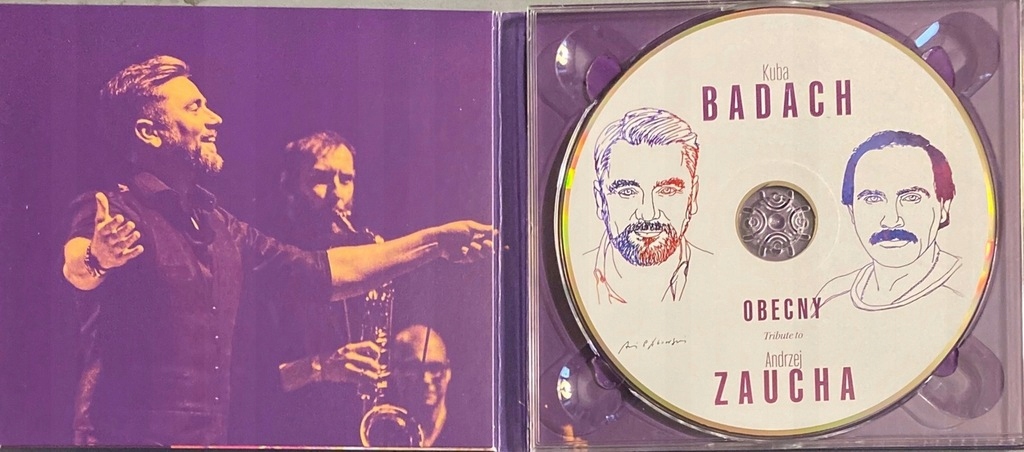 Kuba
BADACH
OBECNY
Tribute to
Andrzej
ZAUCHA